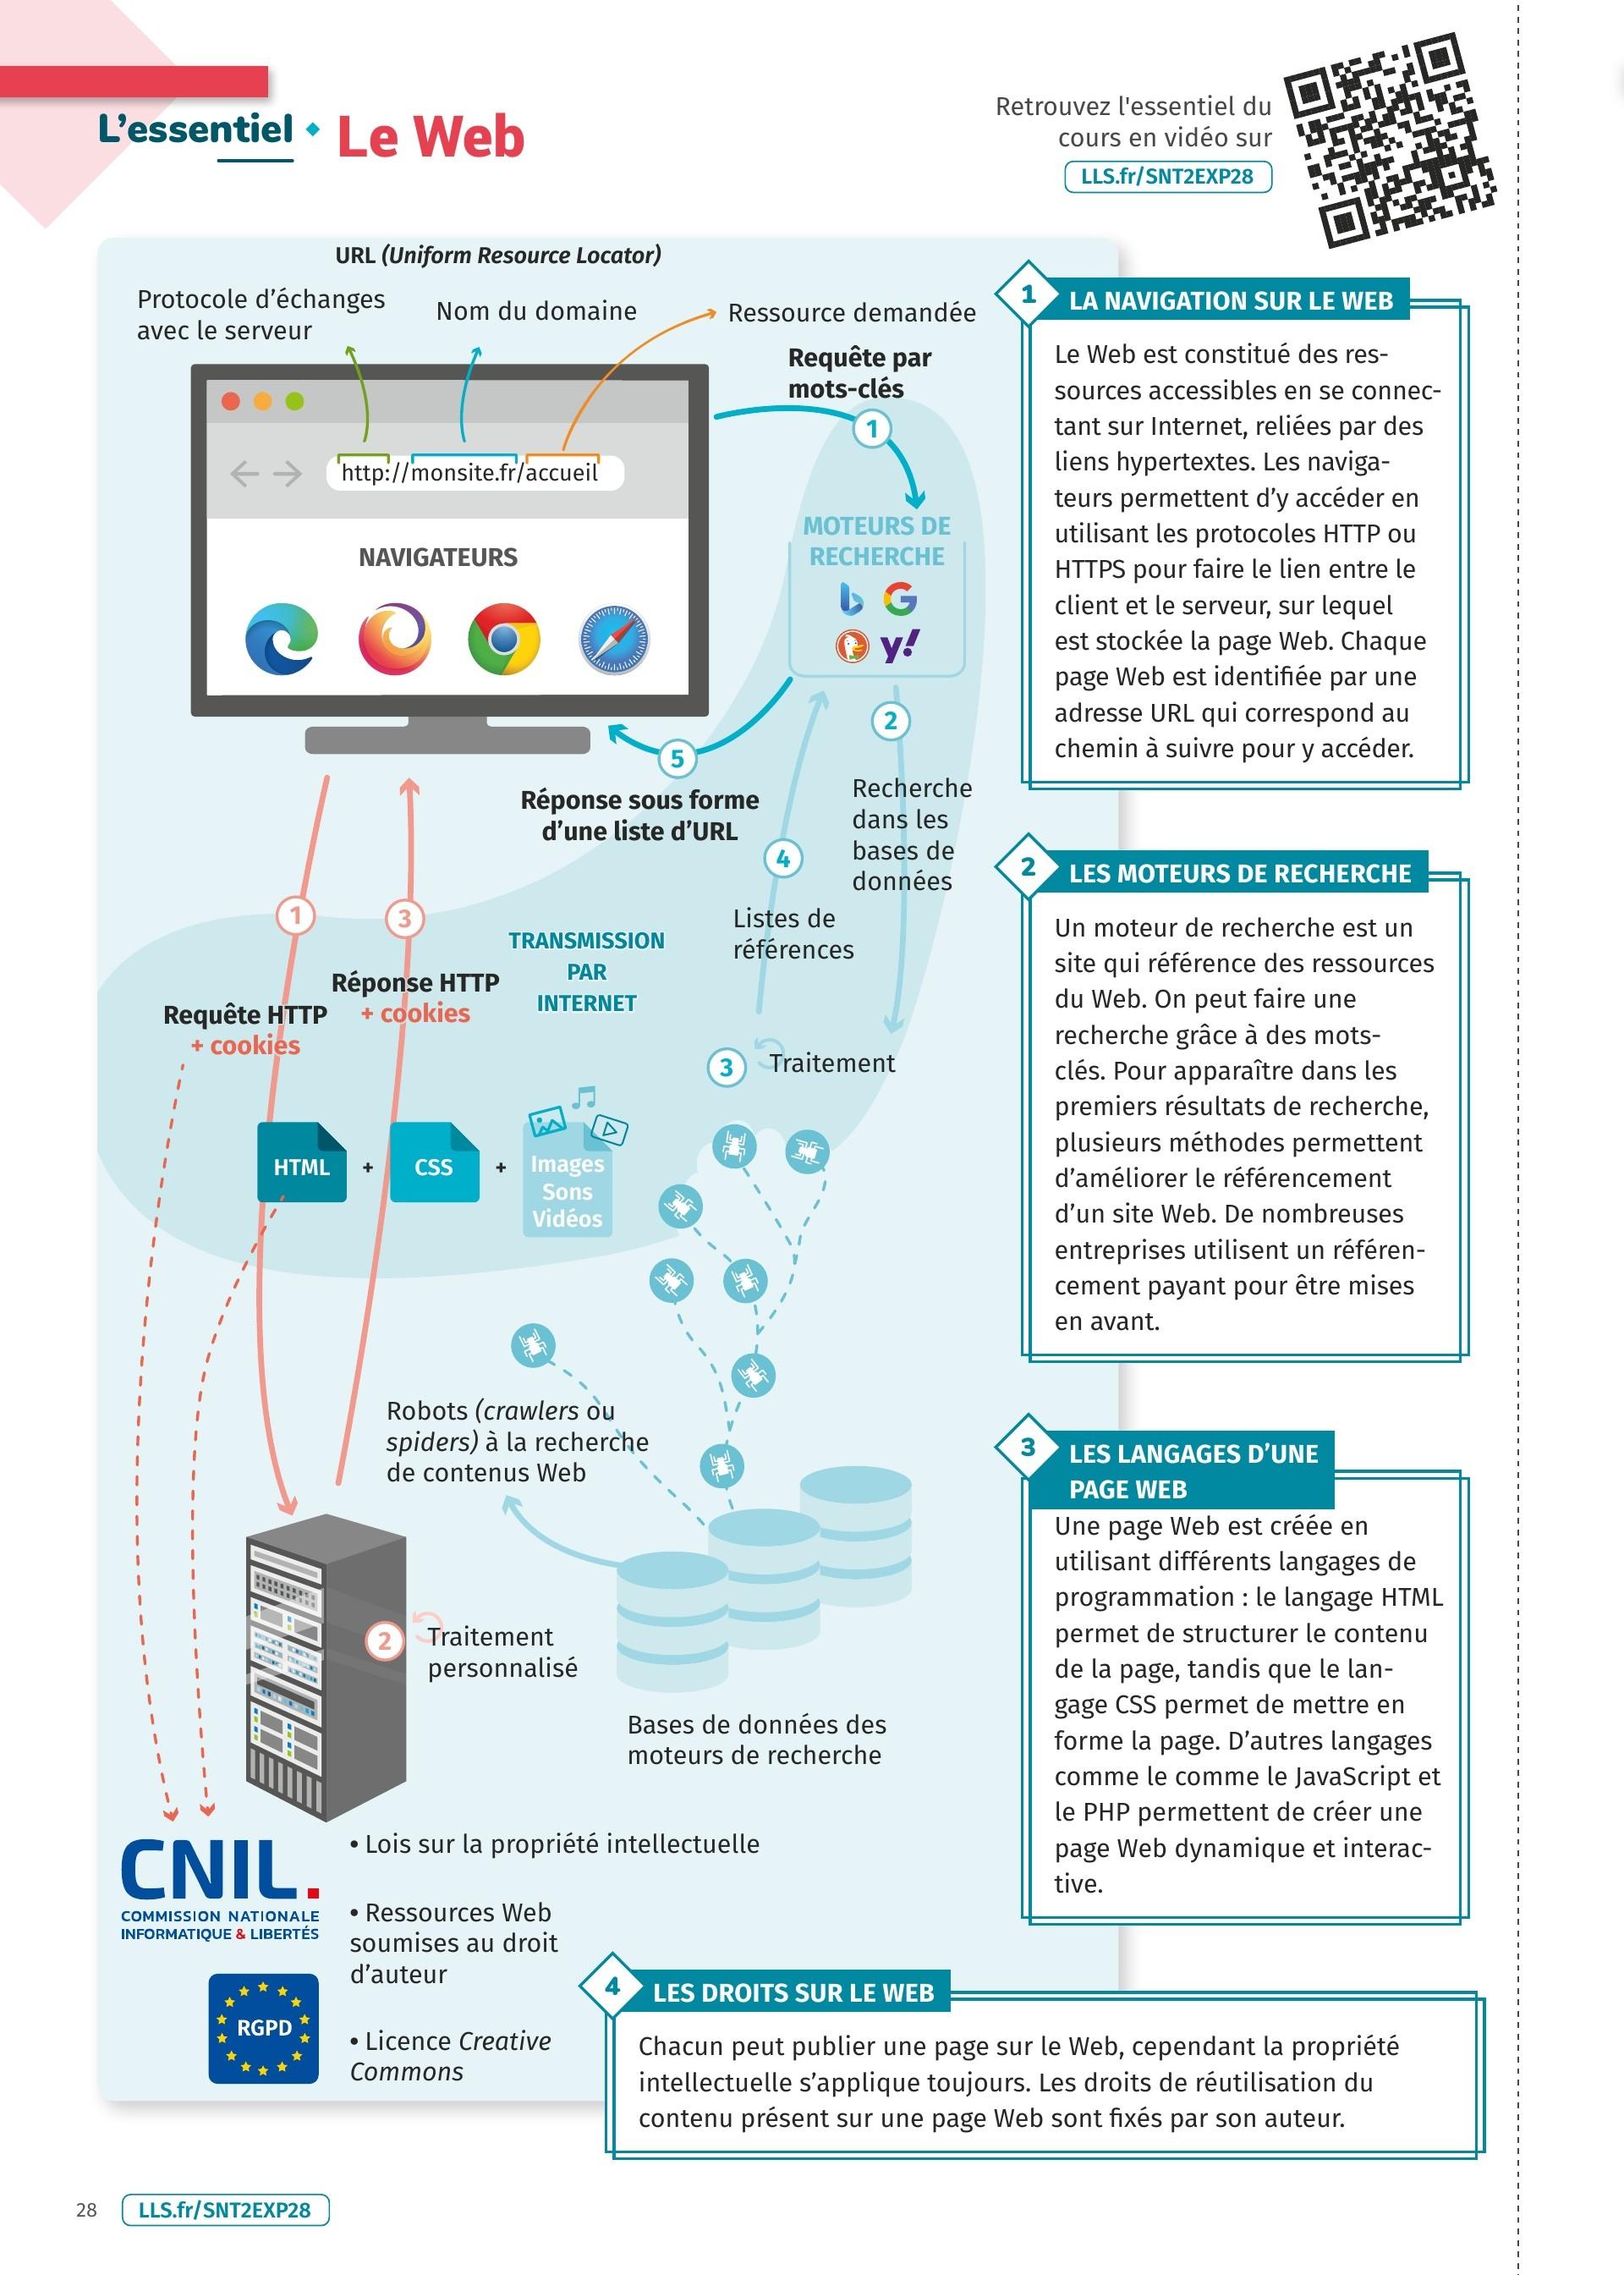 L'essentiel
Le Web
Retrouvez l'essentiel du
cours en vidéo sur
LLS.fr/SNT2EXP28
URL (Uniform Resource Locator)
Protocole d'échanges
avec le serveur
Nom du domaine
Ressource demandée
http://monsite.fr/accueil
NAVIGATEURS
Requête par
mots-clés
1
MOTEURS DE
RECHERCHE
y!
2
Recherche
dans les
bases de
données
5
Réponse sous forme
d'une liste d'URL
4
Listes de
références
3
Traitement
1
3
TRANSMISSION
PAR
INTERNET
Réponse HTTP
+ cookies
Requête HTTP
+ cookies
HTML
+
CSS
+
Images
Sons
Vidéos
Robots (crawlers ou
spiders) à la recherche
de contenus Web
2
Traitement
personnalisé
Bases de données des
moteurs de recherche
CNIL.
COMMISSION NATIONALE
INFORMATIQUE & LIBERTÉS
RGPD
• Lois sur la propriété intellectuelle
• Ressources Web
soumises au droit
d'auteur
• Licence Creative
Commons
1
LA NAVIGATION SUR LE WEB
Le Web est constitué des res-
sources accessibles en se connec-
tant sur Internet, reliées par des
liens hypertextes. Les naviga-
teurs permettent d'y accéder en
utilisant les protocoles HTTP ou
HTTPS pour faire le lien entre le
client et le serveur, sur lequel
est stockée la page Web. Chaque
page Web est identifiée par une
adresse URL qui correspond au
chemin à suivre pour y accéder.
2
LES MOTEURS DE RECHERCHE
Un moteur de recherche est un
site qui référence des ressources
du Web. On peut faire une
recherche grâce à des mots-
clés. Pour apparaître dans les
premiers résultats de recherche,
plusieurs méthodes permettent
d'améliorer le référencement
d'un site Web. De nombreuses
entreprises utilisent un référen-
cement payant pour être mises
en avant.
3
LES LANGAGES D'UNE
PAGE WEB
Une page Web est créée en
utilisant différents langages de
programmation : le langage HTML
permet de structurer le contenu
de la page, tandis que le lan-
gage CSS permet de mettre en
forme la page. D'autres langages
comme le comme le JavaScript et
le PHP permettent de créer une
page Web dynamique et interac-
tive.
4
LES DROITS SUR LE WEB
Chacun peut publier une page sur le Web, cependant la propriété
intellectuelle s'applique toujours. Les droits de réutilisation du
contenu présent sur une page Web sont fixés par son auteur.
28
LLS.fr/SNT2EXP28